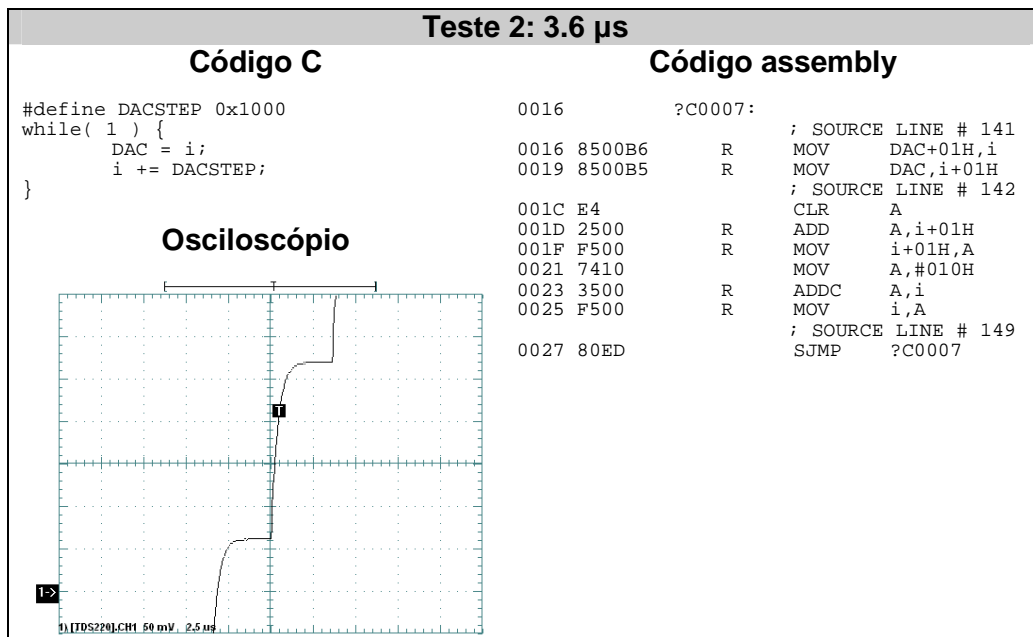 Teste 2: 3.6 µs
Código C
#define DACSTEP 0x1000
while( 1 ) {
DAC = i;
i += DACSTEP;
}
Osciloscópio
T
1->
1) [TDS220].CH1 50 mV 2.5 us
Código assembly
0016 ?C0007:
; SOURCE LINE # 141
0016 8500B6 R MOV DAC+01H,i
0019 8500B5 R MOV DAC,i+01H
; SOURCE LINE # 142
001C E4 CLR A
001D 2500 R ADD A,i+01H
001F F500 R MOV i+01H,A
0021 7410 MOV A,#010H
0023 3500 R ADDC A,i
0025 F500 R MOV i,A
; SOURCE LINE # 149
0027 80ED SJMP ?C0007